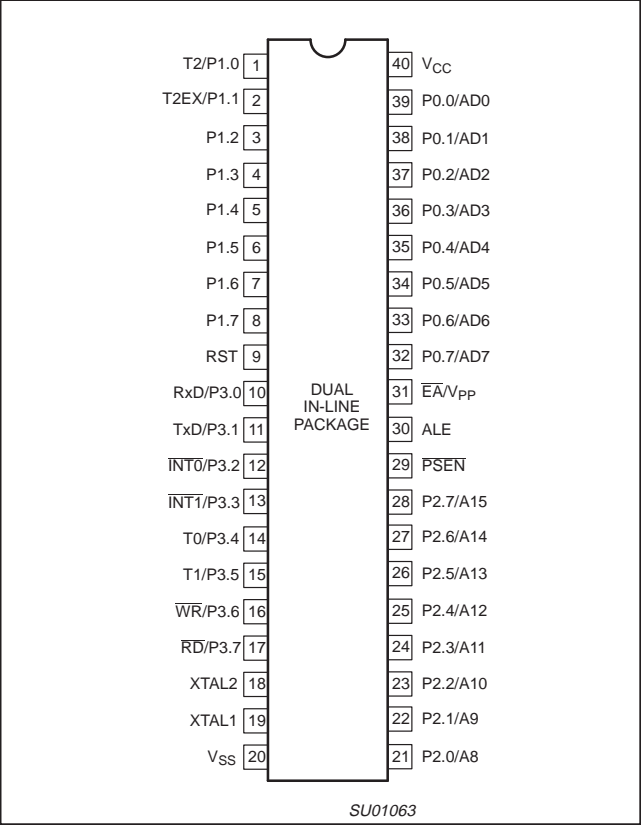 T2/P1.0 1 40 VCC
T2EX/P1.1 2 39 P0.0/AD0
P1.2 3 38 P0.1/AD1
P1.3 4 37 P0.2/AD2
P1.4 5 36 P0.3/AD3
P1.5 6 35 P0.4/AD4
P1.6 7 34 P0.5/AD5
P1.7 8 33 P0.6/AD6
RST 9 32 P0.7/AD7
RxD/P3.0 10 31 E̅A̅/VPP
TxD/P3.1 11 30 ALE
I̅N̅T̅0̅/P3.2 12 29 P̅S̅E̅N̅
I̅N̅T̅1̅/P3.3 13 28 P2.7/A15
T0/P3.4 14 27 P2.6/A14
T1/P3.5 15 26 P2.5/A13
W̅R̅/P3.6 16 25 P2.4/A12
R̅D̅/P3.7 17 24 P2.3/A11
XTAL2 18 23 P2.2/A10
XTAL1 19 22 P2.1/A9
VSS 20 21 P2.0/A8
DUAL
IN-LINE
PACKAGE
SU01063